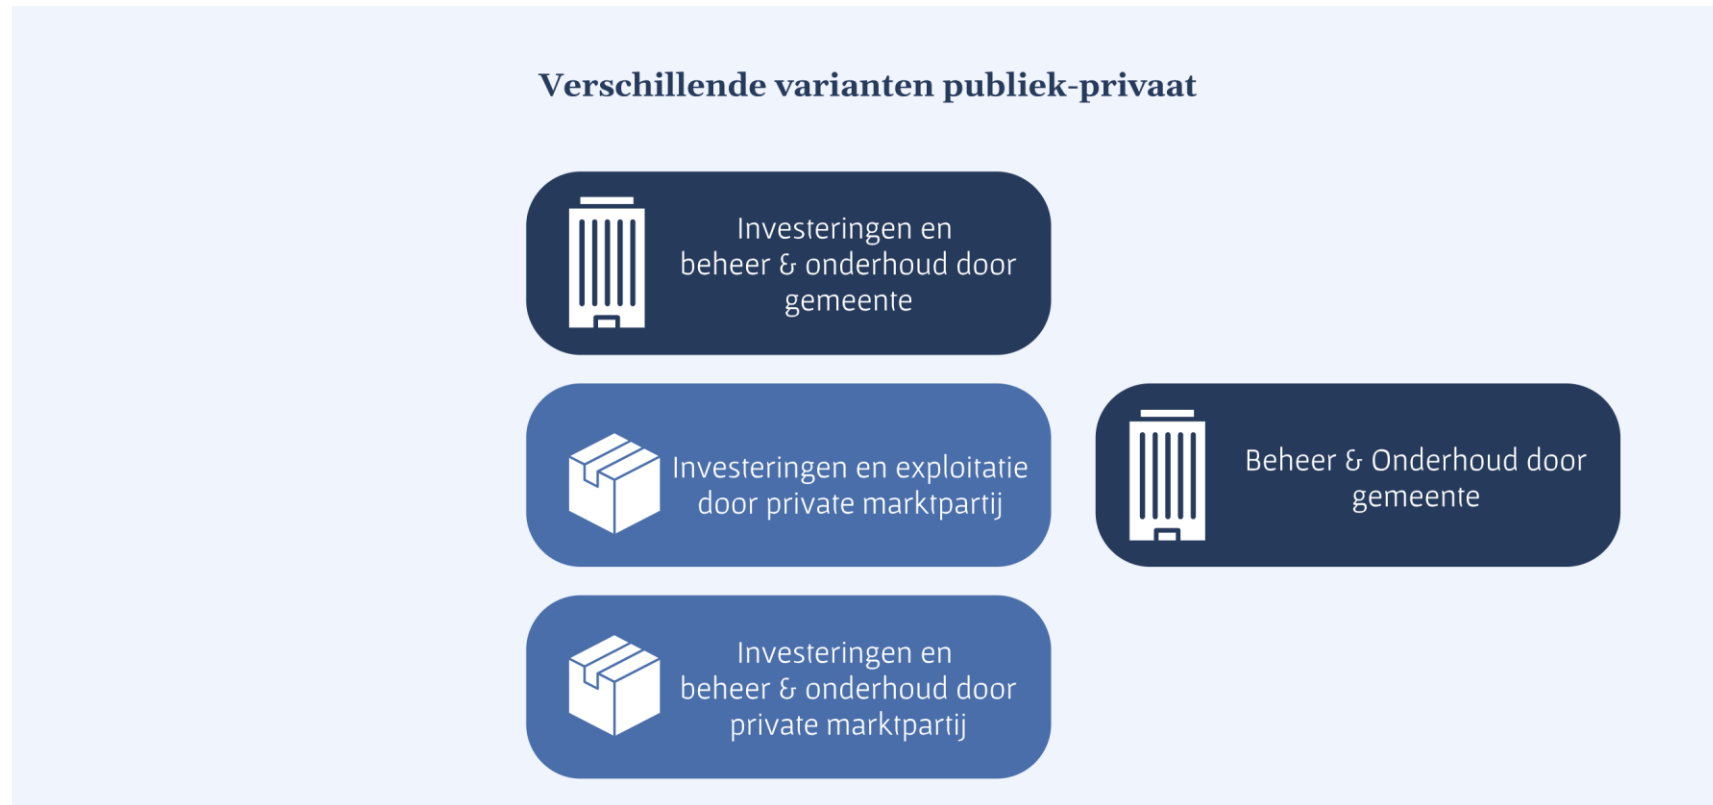 Verschillende varianten publiek-privaat
Investeringen en
beheer & onderhoud door
gemeente
Investeringen en exploitatie
door private marktpartij
Beheer & Onderhoud door
gemeente
Investeringen en
beheer & onderhoud door
private marktpartij